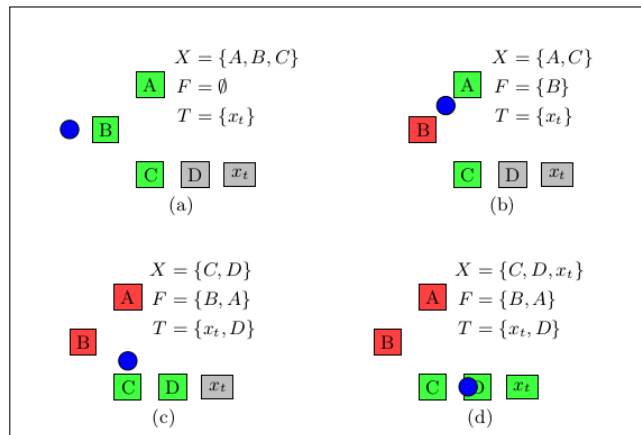 X = {A, B, C}
A
F = ∅
T = {x_t}
B
C D x_t
(a)
X = {A, C}
A
F = {B}
T = {x_t}
B
C D x_t
(b)
X = {C, D}
A
F = {B, A}
T = {x_t, D}
B
C D x_t
(c)
X = {C, D, x_t}
A
F = {B, A}
T = {x_t, D}
B
C D x_t
(d)